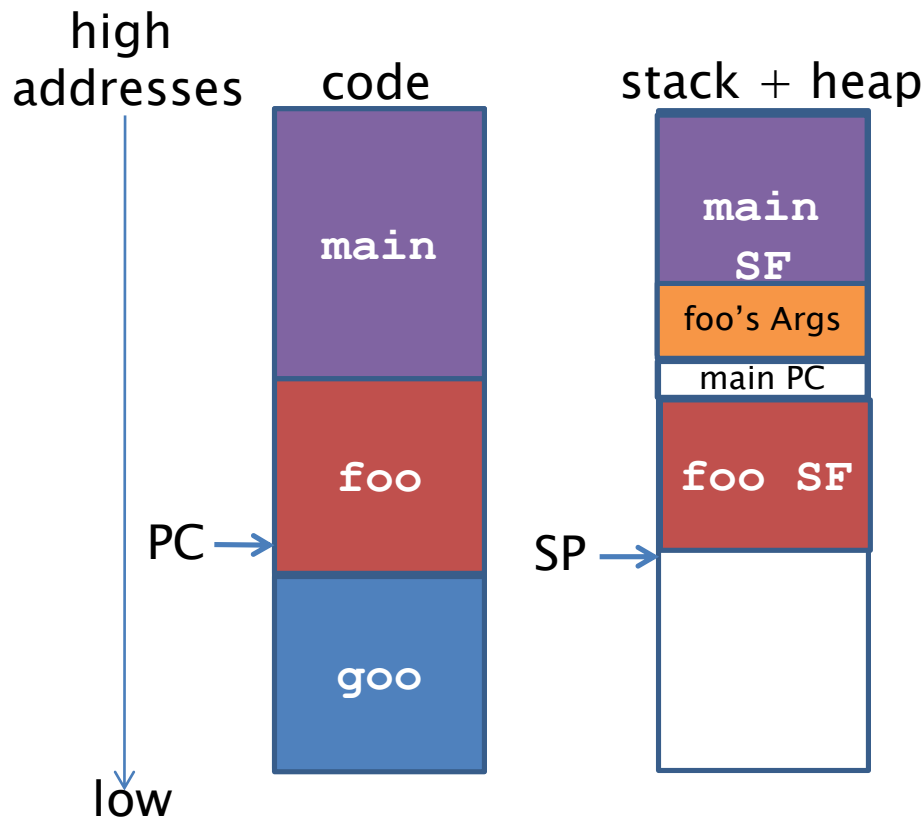 high
addresses
code
stack + heap
main
main
SF
foo’s Args
main PC
foo
foo SF
PC
SP
goo
low